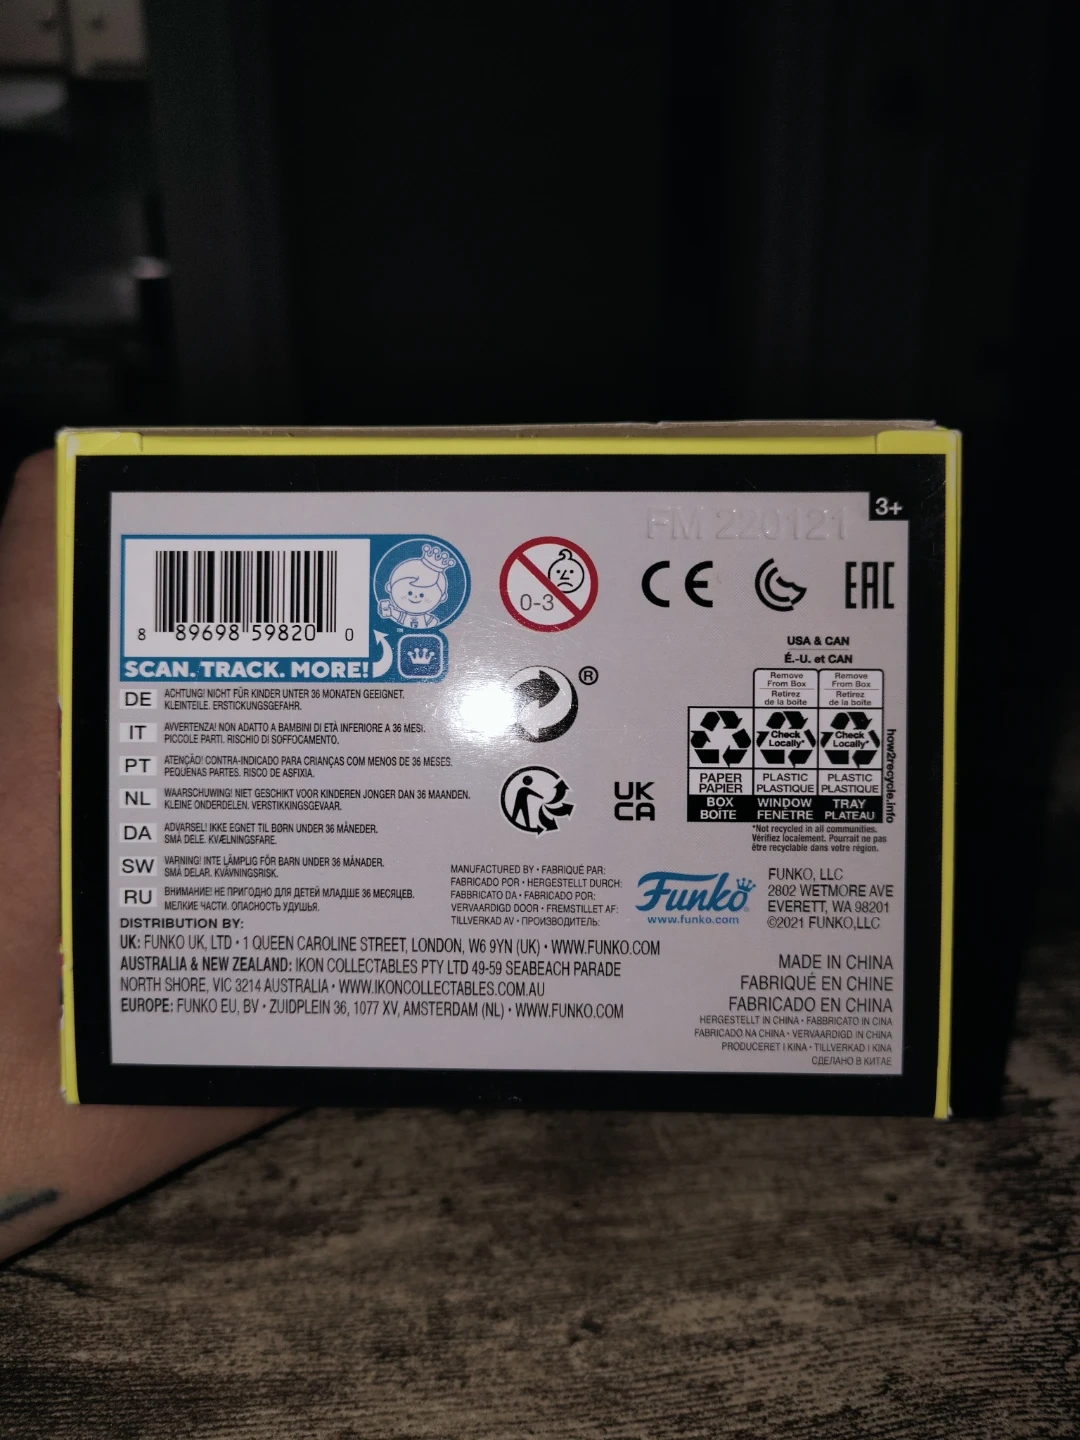 3+
FM 220121
8 89698 59820 0
SCAN. TRACK. MORE!
™
0-3
CE
EAC
DE ACHTUNG! NICHT FÜR KINDER UNTER 36 MONATEN GEEIGNET.
KLEINTEILE. ERSTICKUNGSGEFAHR.
IT AVVERTENZA! NON ADATTO A BAMBINI DI ETÀ INFERIORE A 36 MESI.
PICCOLE PARTI. RISCHIO DI SOFFOCAMENTO.
PT ATENÇÃO! CONTRA-INDICADO PARA CRIANÇAS COM MENOS DE 36 MESES.
PEQUENAS PARTES. RISCO DE ASFIXIA.
NL WAARSCHUWING! NIET GESCHIKT VOOR KINDEREN JONGER DAN 36 MAANDEN.
KLEINE ONDERDELEN. VERSTIKKINGSGEVAAR.
DA ADVARSEL! IKKE EGNET TIL BØRN UNDER 36 MÅNEDER.
SMÅ DELE. KVÆLNINGSFARE.
SW VARNING! INTE LÄMPLIG FÖR BARN UNDER 36 MÅNADER.
SMÅ DELAR. KVÄVNINGSRISK.
RU ВНИМАНИЕ! НЕ ПРИГОДНО ДЛЯ ДЕТЕЙ МЛАДШЕ 36 МЕСЯЦЕВ.
МЕЛКИЕ ЧАСТИ. ОПАСНОСТЬ УДУШЬЯ.
®
UK
CA
USA & CAN
É.-U. et CAN
Remove From Box
Retirez de la boîte
Remove From Box
Retirez de la boîte
Check Locally*
Check Locally*
PAPER
PAPIER
PLASTIC
PLASTIQUE
PLASTIC
PLASTIQUE
BOX
BOÎTE
WINDOW
FENÊTRE
TRAY
PLATEAU
how2recycle.info
*Not recycled in all communities.
Vérifiez localement. Pourrait ne pas
être recyclable dans votre région.
MANUFACTURED BY • FABRIQUÉ PAR:
FABRICADO POR • HERGESTELLT DURCH:
FABBRICATO DA • FABRICADO POR:
VERVAARDIGD DOOR • FREMSTILLET AF:
TILLVERKAD AV • ПРОИЗВОДИТЕЛЬ:
Funko
www.funko.com
FUNKO, LLC
2802 WETMORE AVE
EVERETT, WA 98201
©2021 FUNKO,LLC
DISTRIBUTION BY:
UK: FUNKO UK, LTD • 1 QUEEN CAROLINE STREET, LONDON, W6 9YN (UK) • WWW.FUNKO.COM
AUSTRALIA & NEW ZEALAND: IKON COLLECTABLES PTY LTD 49-59 SEABEACH PARADE
NORTH SHORE, VIC 3214 AUSTRALIA • WWW.IKONCOLLECTABLES.COM.AU
EUROPE: FUNKO EU, BV • ZUIDPLEIN 36, 1077 XV, AMSTERDAM (NL) • WWW.FUNKO.COM
MADE IN CHINA
FABRIQUÉ EN CHINE
FABRICADO EN CHINA
HERGESTELLT IN CHINA • FABBRICATO IN CINA
FABRICADO NA CHINA • VERVAARDIGD IN CHINA
PRODUCERET I KINA • TILLVERKAD I KINA
СДЕЛАНО В КИТАЕ